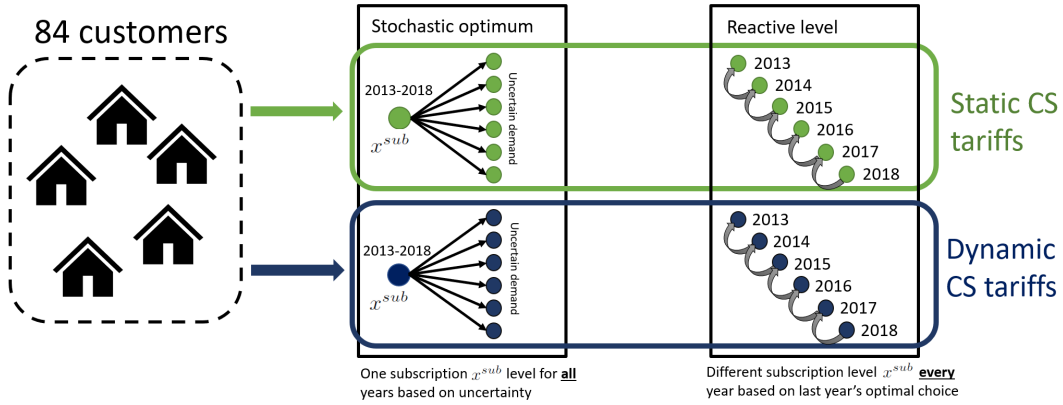 84 customers
Stochastic optimum
2013-2018
x^sub
Uncertain demand
2013-2018
x^sub
Uncertain demand
One subscription x^sub level for all
years based on uncertainty
Reactive level
2013
2014
2015
2016
2017
2018
2013
2014
2015
2016
2017
2018
Different subscription level x^sub every
year based on last year's optimal choice
Static CS
tariffs
Dynamic
CS tariffs